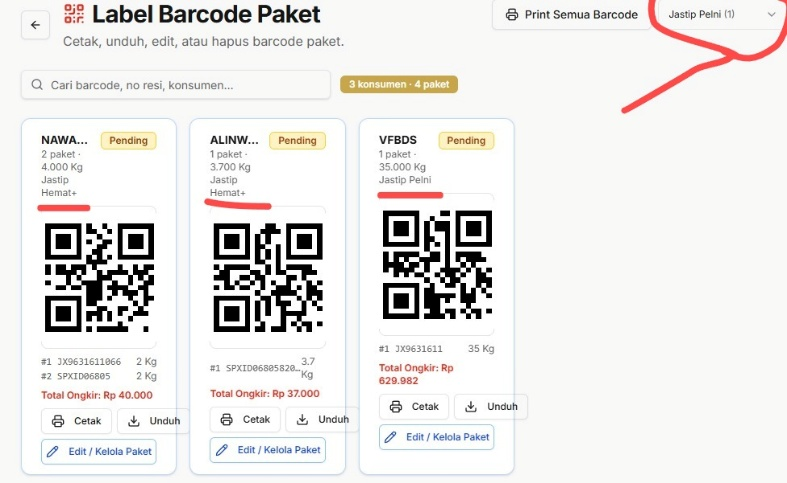 Label Barcode Paket
Print Semua Barcode
Jastip Pelni (1)
Cetak, unduh, edit, atau hapus barcode paket.
Cari barcode, no resi, konsumen...
3 konsumen · 4 paket
NAWA...
Pending
2 paket ·
4.000 Kg
Jastip
Hemat+
#1 JX9631611066 2 Kg
#2 SPXID06805 2 Kg
Total Ongkir: Rp 40.000
Cetak
Unduh
Edit / Kelola Paket
ALINW...
Pending
1 paket ·
3.700 Kg
Jastip
Hemat+
#1 SPXID06805820… 3.7
Kg
Total Ongkir: Rp 37.000
Cetak
Unduh
Edit / Kelola Paket
VFBDS
Pending
1 paket ·
35.000 Kg
Jastip Pelni
#1 JX9631611 35 Kg
Total Ongkir: Rp
629.982
Cetak
Unduh
Edit / Kelola Paket